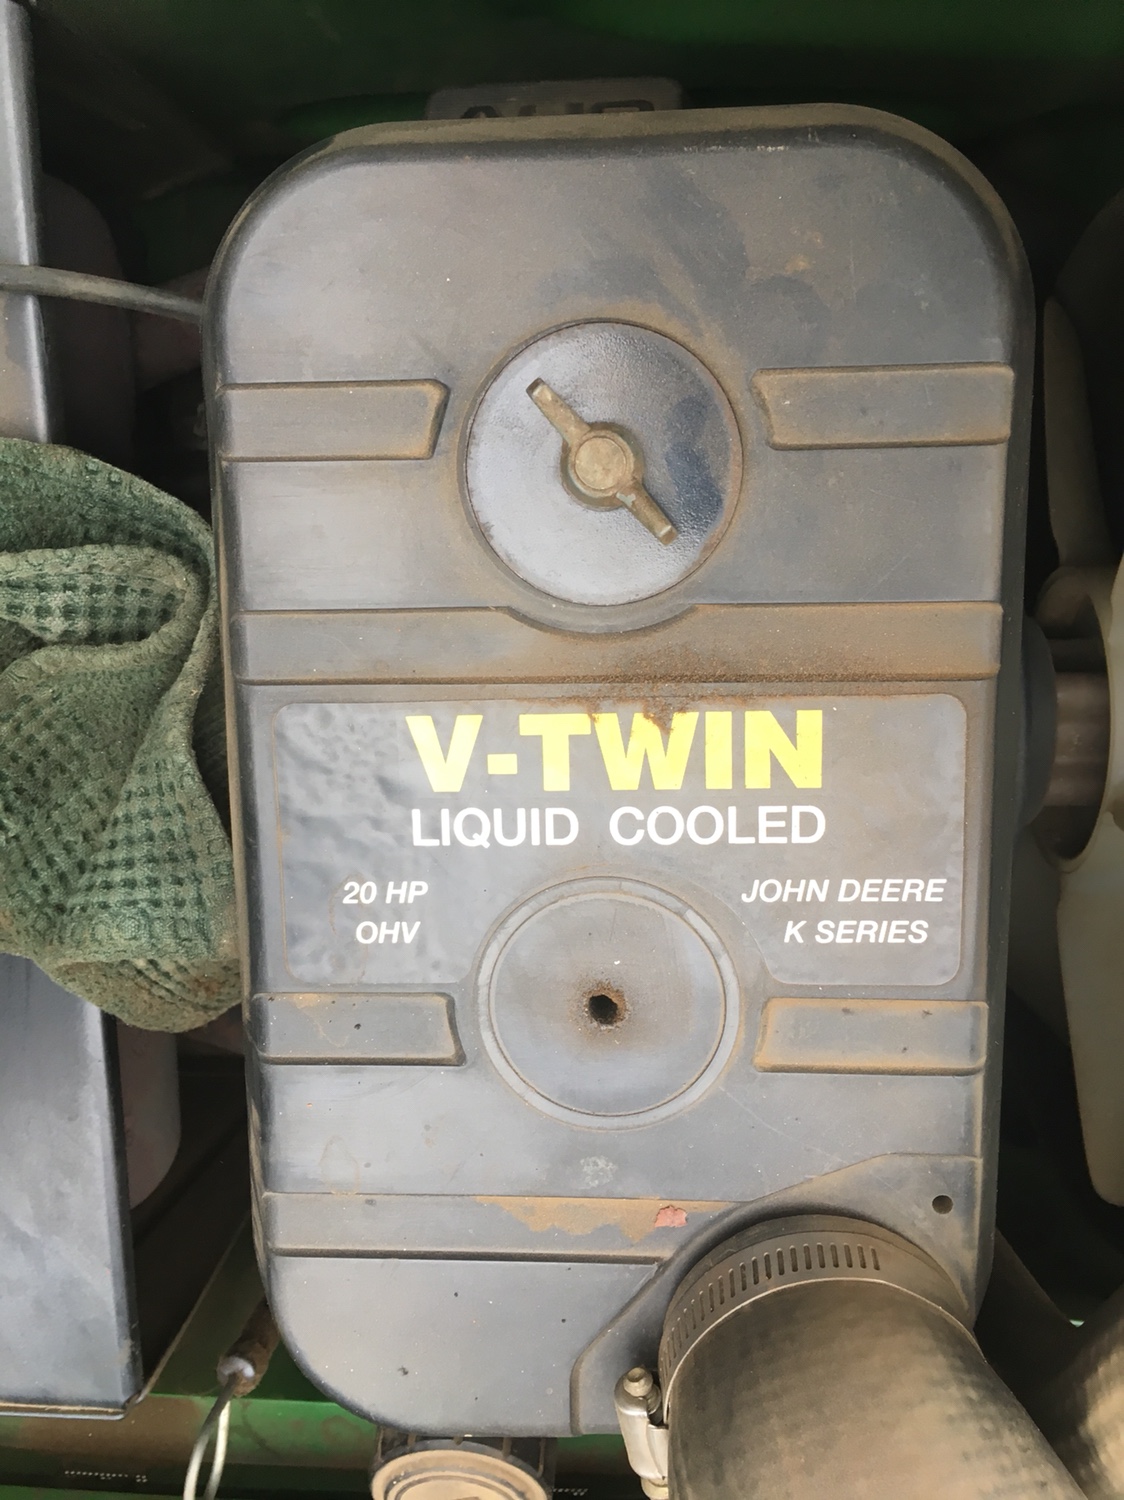 V-TWIN
LIQUID COOLED
20 HP
OHV
JOHN DEERE
K SERIES